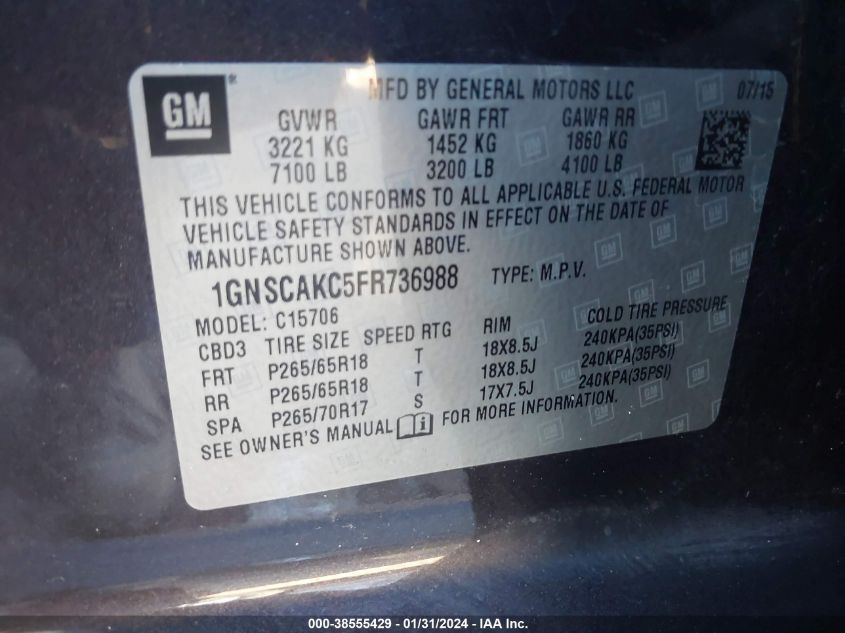 GM ® MFD BY GENERAL MOTORS LLC 07/15
GVWR GAWR FRT GAWR RR
3221 KG 1452 KG 1860 KG
7100 LB 3200 LB 4100 LB
THIS VEHICLE CONFORMS TO ALL APPLICABLE U.S. FEDERAL MOTOR
VEHICLE SAFETY STANDARDS IN EFFECT ON THE DATE OF
MANUFACTURE SHOWN ABOVE.
1GNSCAKC5FR736988 TYPE: M.P.V.
MODEL: C15706
CBD3 TIRE SIZE SPEED RTG RIM COLD TIRE PRESSURE
FRT P265/65R18 T 18X8.5J 240KPA(35PSI)
RR P265/65R18 T 18X8.5J 240KPA(35PSI)
SPA P265/70R17 S 17X7.5J 240KPA(35PSI)
SEE OWNER'S MANUAL FOR MORE INFORMATION.
000-38555429 - 01/31/2024 - IAA Inc.